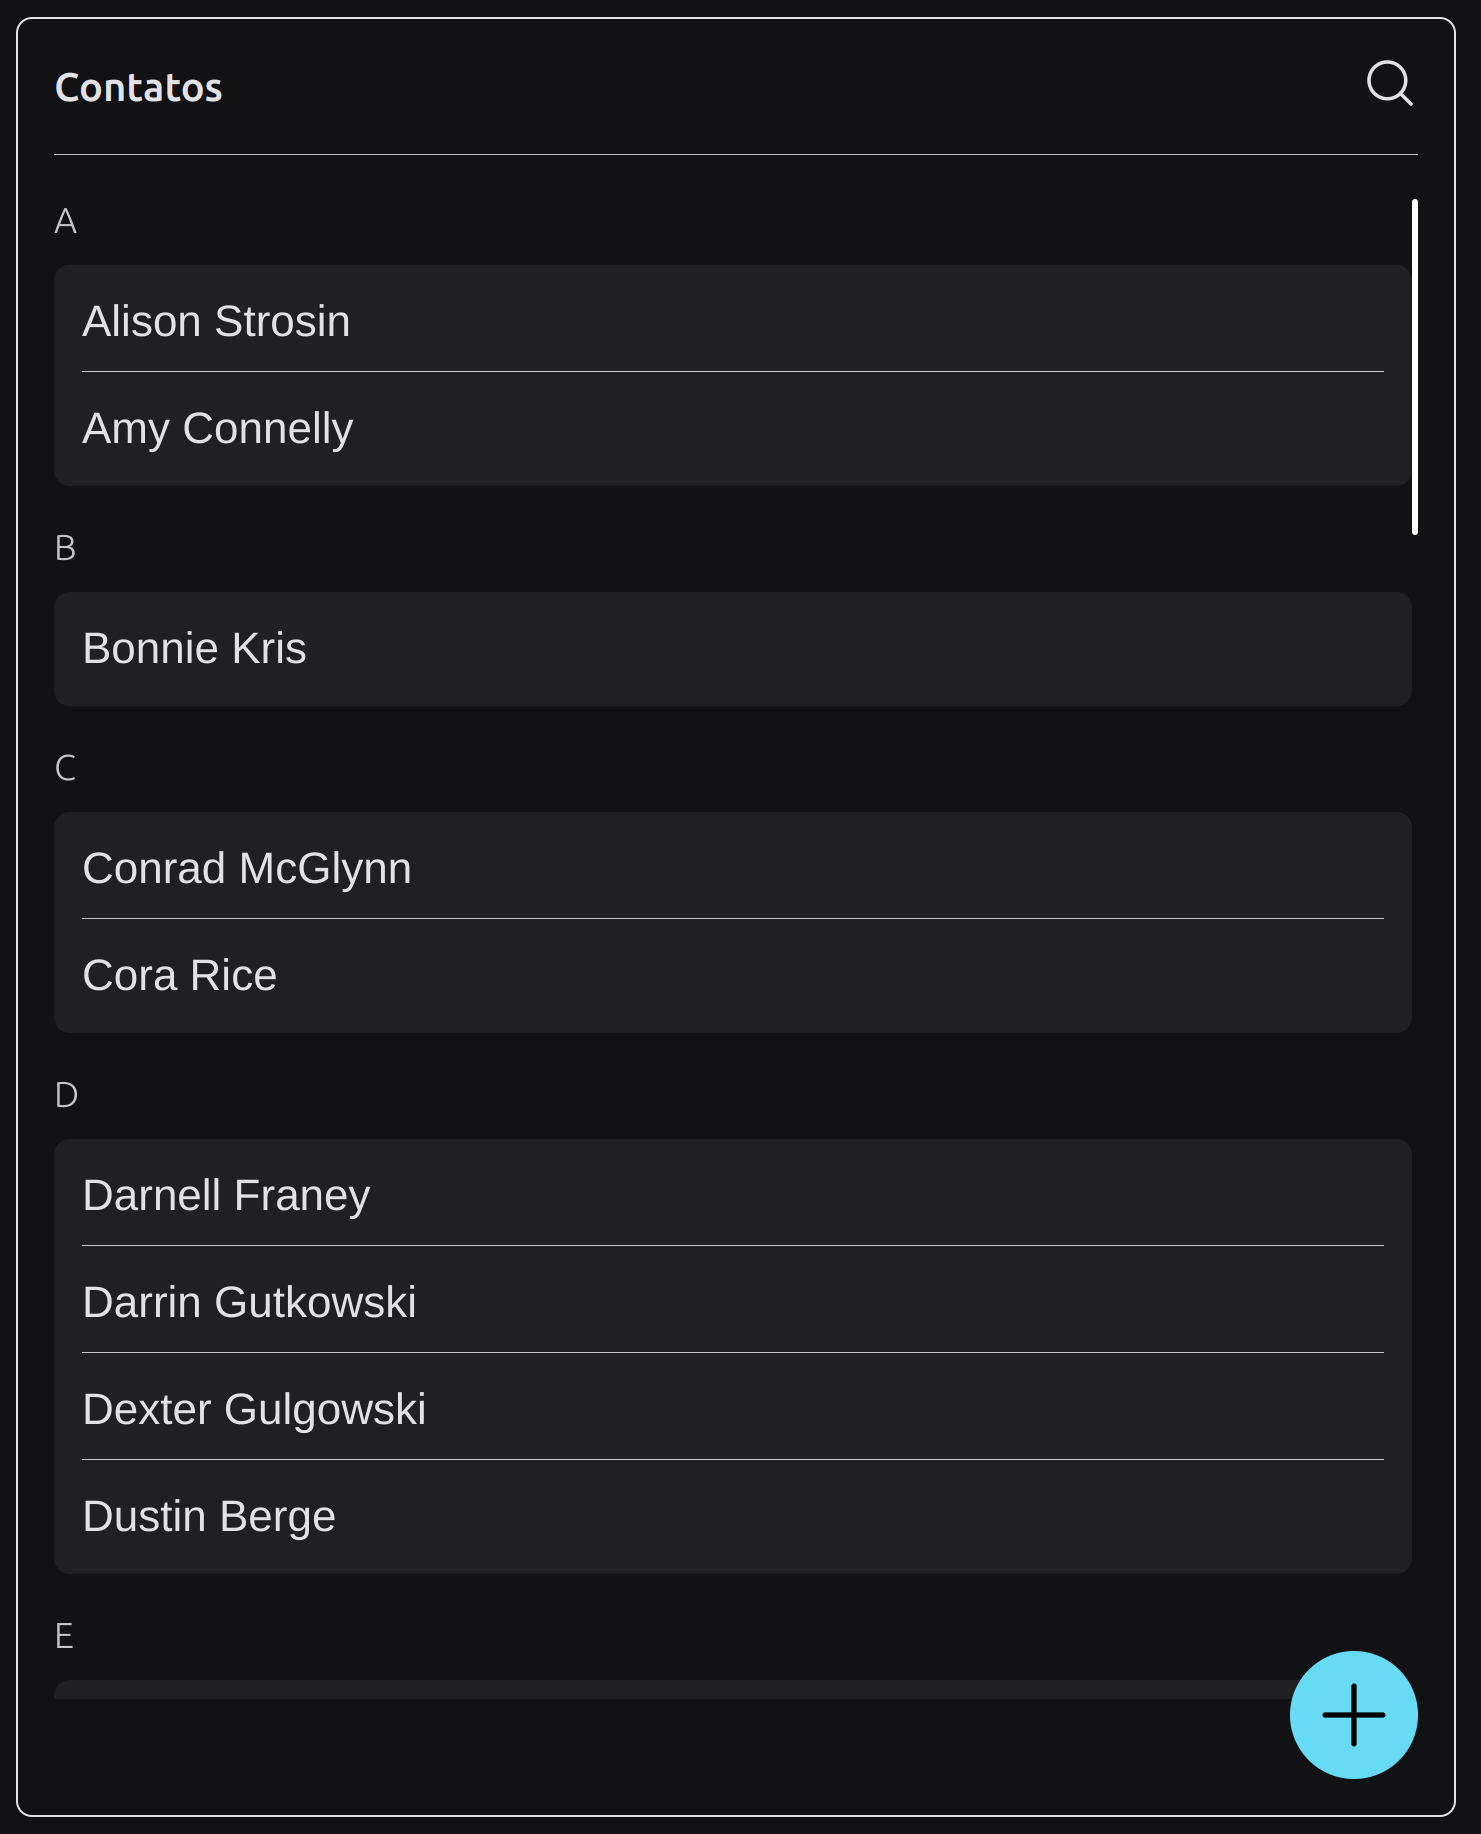 Contatos
A
Alison Strosin
Amy Connelly
B
Bonnie Kris
C
Conrad McGlynn
Cora Rice
D
Darnell Franey
Darrin Gutkowski
Dexter Gulgowski
Dustin Berge
E